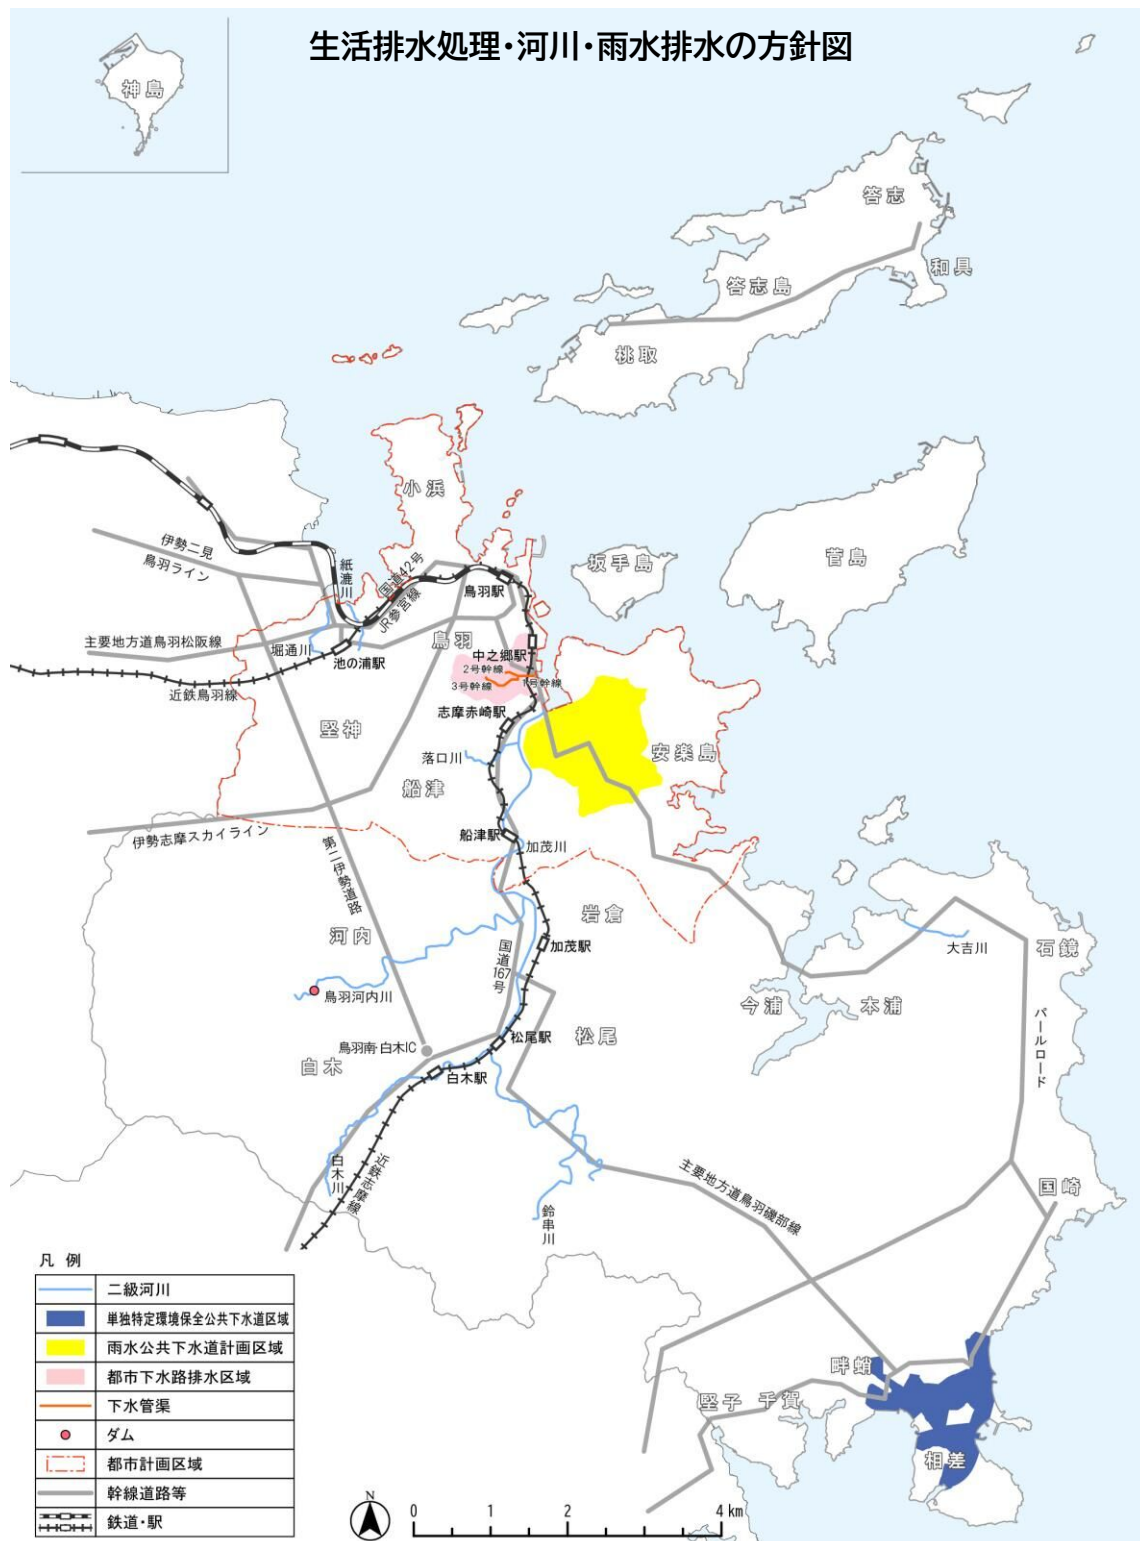 生活排水処理・河川・雨水排水の方針図
神島
答志
和具
答志島
桃取
小浜
菅島
坂手島
伊勢二見
鳥羽ライン
紙漉川
国道42号
JR参宮線
鳥羽駅
鳥羽
主要地方道鳥羽松阪線
堀通川
池の浦駅
近鉄鳥羽線
中之郷駅
2号幹線
3号幹線
1号幹線
志摩赤崎駅
堅神
安楽島
落口川
船津
伊勢志摩スカイライン
船津駅
加茂川
第二伊勢道路
岩倉
河内
国道167号
加茂駅
大吉川
石鏡
鳥羽河内川
今浦
本浦
パールロード
松尾駅
松尾
鳥羽南・白木IC
白木
白木駅
白木川
近鉄志摩線
鈴串川
主要地方道鳥羽磯部線
国崎
畔蛸
堅子
千賀
相差
凡例
二級河川
単独特定環境保全公共下水道区域
雨水公共下水道計画区域
都市下水路排水区域
下水管渠
ダム
都市計画区域
幹線道路等
鉄道・駅
N
0 1 2 4 km